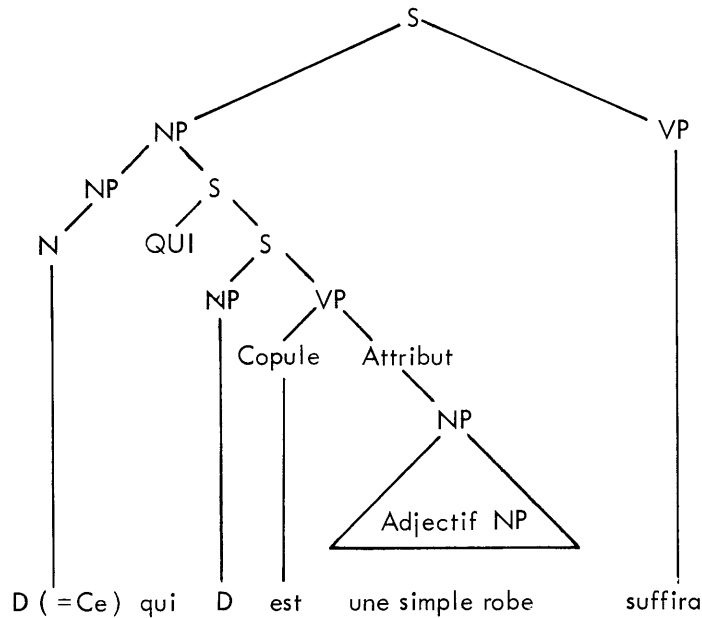 S
NP VP
NP S
N QUI S
NP VP
Copule Attribut
NP
Adjectif NP
D (=Ce) qui D est une simple robe suffira